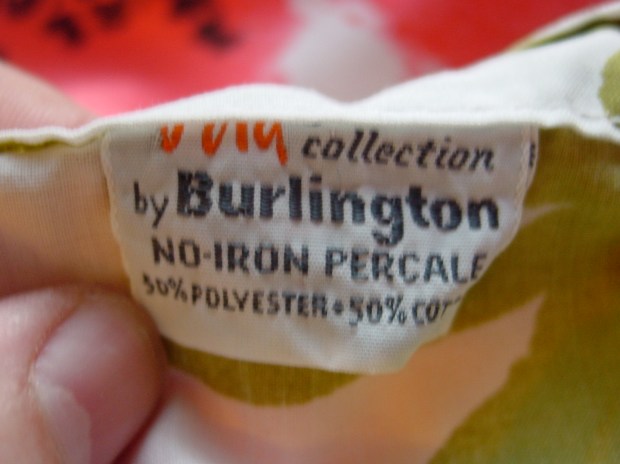 collection
by Burlington
NO-IRON PERCALE
50% POLYESTER • 50% COT